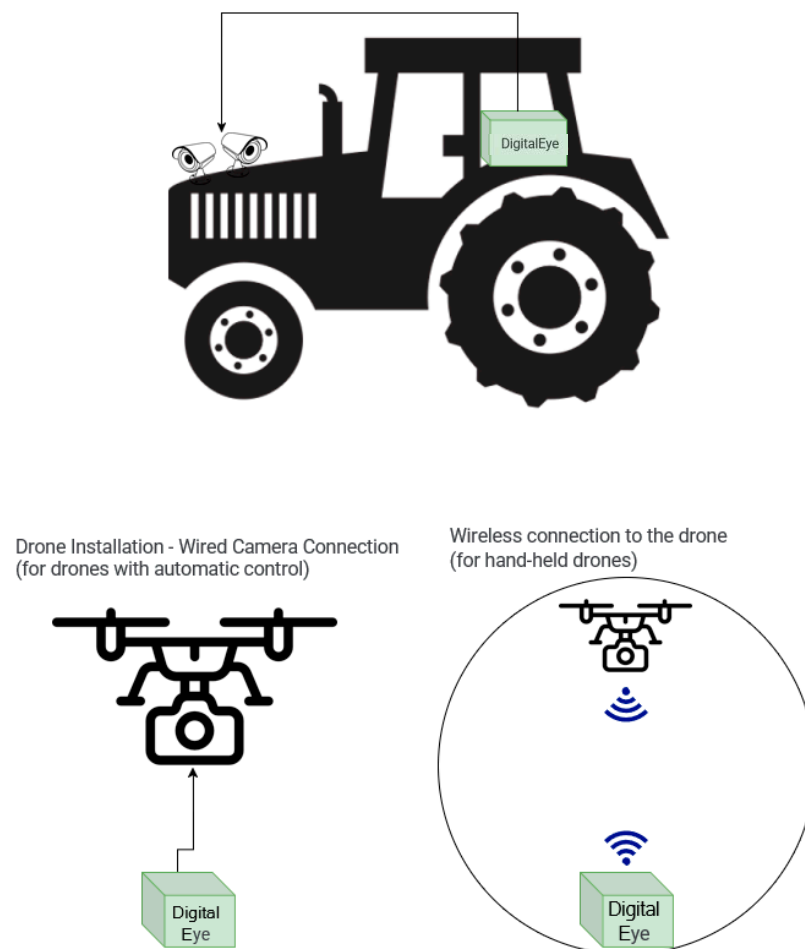 DigitalEye
Drone Installation - Wired Camera Connection
(for drones with automatic control)
Wireless connection to the drone
(for hand-held drones)
Digital
Eye
Digital
Eye